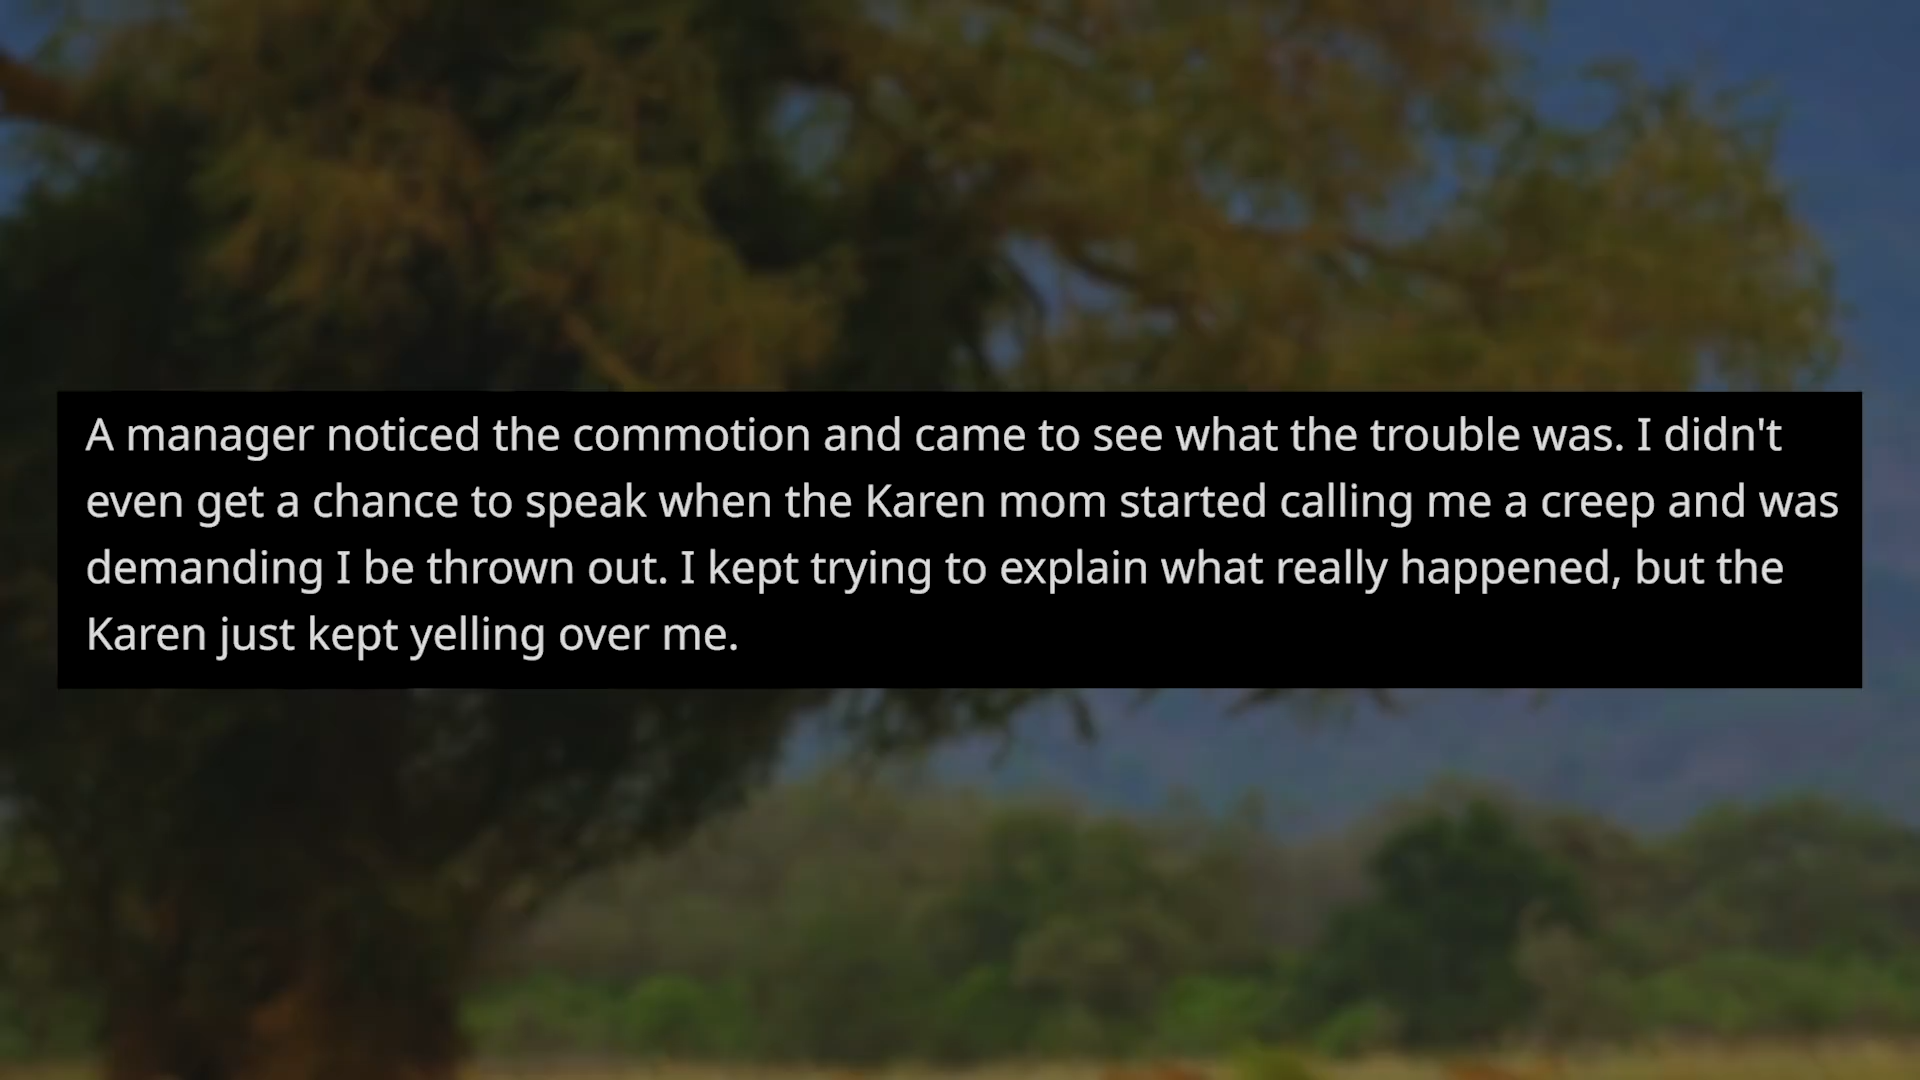 A manager noticed the commotion and came to see what the trouble was. I didn't
even get a chance to speak when the Karen mom started calling me a creep and was
demanding I be thrown out. I kept trying to explain what really happened, but the
Karen just kept yelling over me.